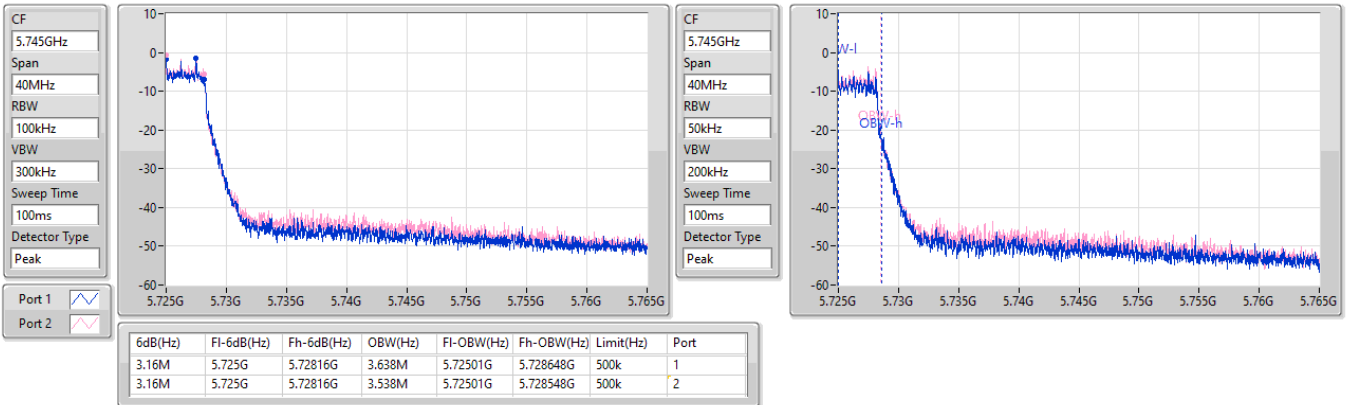 CF
5.745GHz
Span
40MHz
RBW
100kHz
VBW
300kHz
Sweep Time
100ms
Detector Type
Peak
Port 1
Port 2
10
0
-10
-20
-30
-40
-50
-60
5.725G 5.73G 5.735G 5.74G 5.745G 5.75G 5.755G 5.76G 5.765G
CF
5.745GHz
Span
40MHz
RBW
50kHz
VBW
200kHz
Sweep Time
100ms
Detector Type
Peak
10
0
W-l
-10
OBW-h
OBW-h
-20
-30
-40
-50
-60
5.725G 5.73G 5.735G 5.74G 5.745G 5.75G 5.755G 5.76G 5.765G
6dB(Hz) Fl-6dB(Hz) Fh-6dB(Hz) OBW(Hz) Fl-OBW(Hz) Fh-OBW(Hz) Limit(Hz) Port
3.16M 5.725G 5.72816G 3.638M 5.72501G 5.728648G 500k 1
3.16M 5.725G 5.72816G 3.538M 5.72501G 5.728548G 500k 2